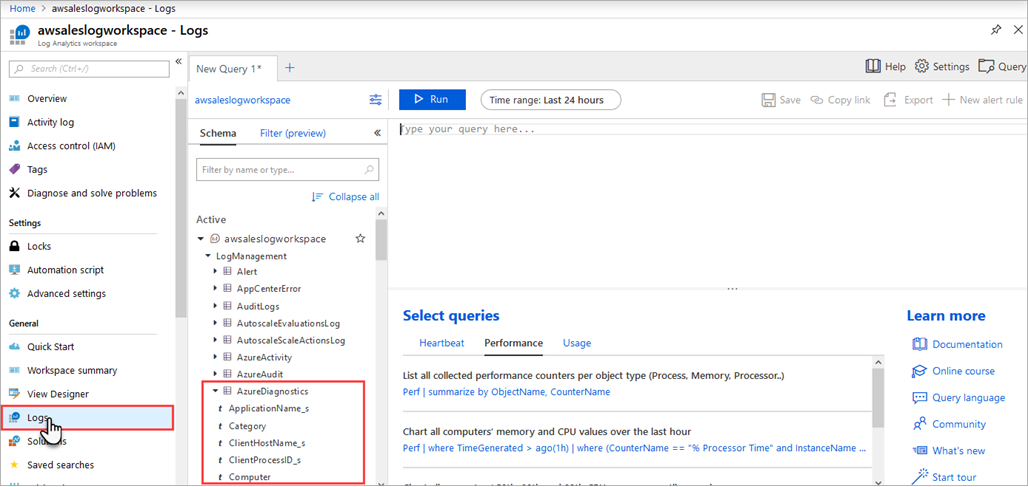 Home > awsaleslogworkspace - Logs
awsaleslogworkspace - Logs
Log Analytics workspace
Search (Ctrl+/)
Overview
Activity log
Access control (IAM)
Tags
Diagnose and solve problems
Settings
Locks
Automation script
Advanced settings
General
Quick Start
Workspace summary
View Designer
Logs
Saved searches
New Query 1*
Help
Settings
Query
awsaleslogworkspace
Run
Time range: Last 24 hours
Save
Copy link
Export
New alert rule
Schema
Filter (preview)
Filter by name or type...
Collapse all
Active
awsaleslogworkspace
LogManagement
Alert
AppCenterError
AuditLogs
AutoscaleEvaluationsLog
AutoscaleScaleActionsLog
AzureActivity
AzureAudit
AzureDiagnostics
t ApplicationName_s
t Category
t ClientHostName_s
t ClientProcessID_s
t Computer
Type your query here...
Select queries
Heartbeat
Performance
Usage
List all collected performance counters per object type (Process, Memory, Processor..)
Perf | summarize by ObjectName, CounterName
Chart all computers' memory and CPU values over the last hour
Perf | where TimeGenerated > ago(1h) | where (CounterName == "% Processor Time" and InstanceName ...
Learn more
Documentation
Online course
Query language
Community
What's new
Start tour